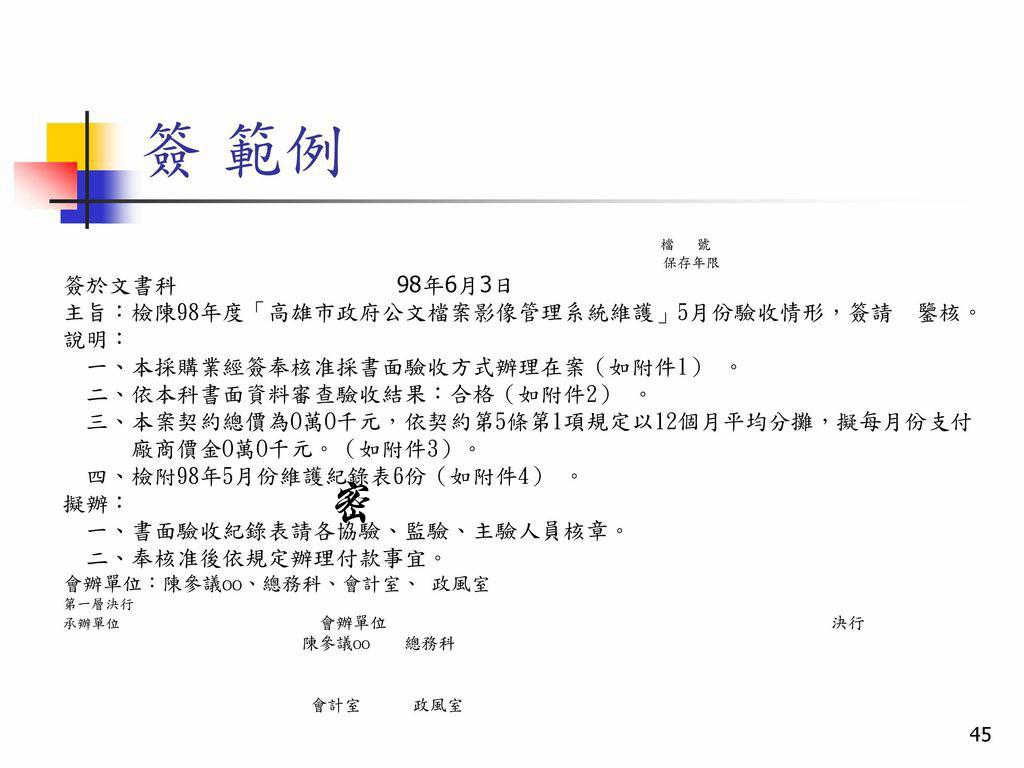 簽 範例
檔 號
保存年限
簽於文書科 98年6月3日
主旨：檢陳98年度「高雄市政府公文檔案影像管理系統維護」5月份驗收情形，簽請　鑒核。
說明：
一、本採購業經簽奉核准採書面驗收方式辦理在案（如附件1） 。
二、依本科書面資料審查驗收結果：合格（如附件2） 。
三、本案契約總價為0萬0千元，依契約第5條第1項規定以12個月平均分攤，擬每月份支付
廠商價金0萬0千元。（如附件3）。
四、檢附98年5月份維護紀錄表6份（如附件4） 。
密
擬辦：
一、書面驗收紀錄表請各協驗、監驗、主驗人員核章。
二、奉核准後依規定辦理付款事宜。
會辦單位：陳參議oo、總務科、會計室、 政風室
第一層決行
承辦單位 會辦單位 決行
陳參議oo 總務科
會計室 政風室
45